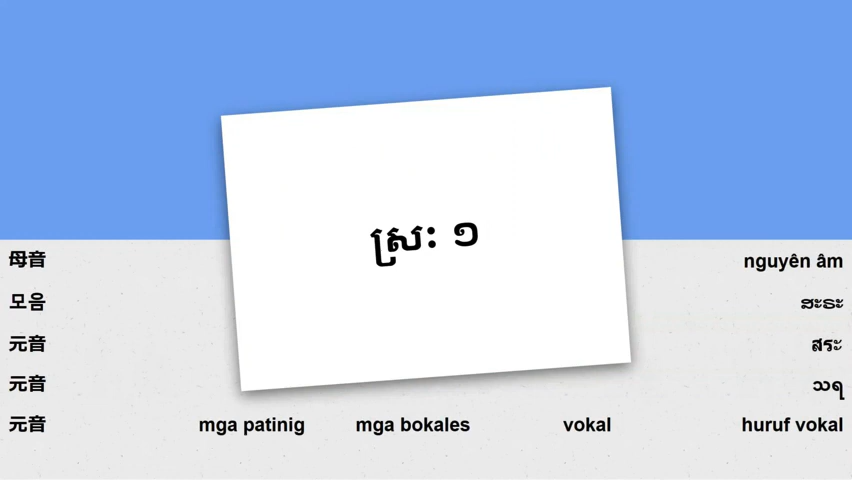 ស្រៈ ១
母音
nguyên âm
모음
ສະຣະ
元音
สระ
元音
သရ
元音
mga patinig
mga bokales
vokal
huruf vokal